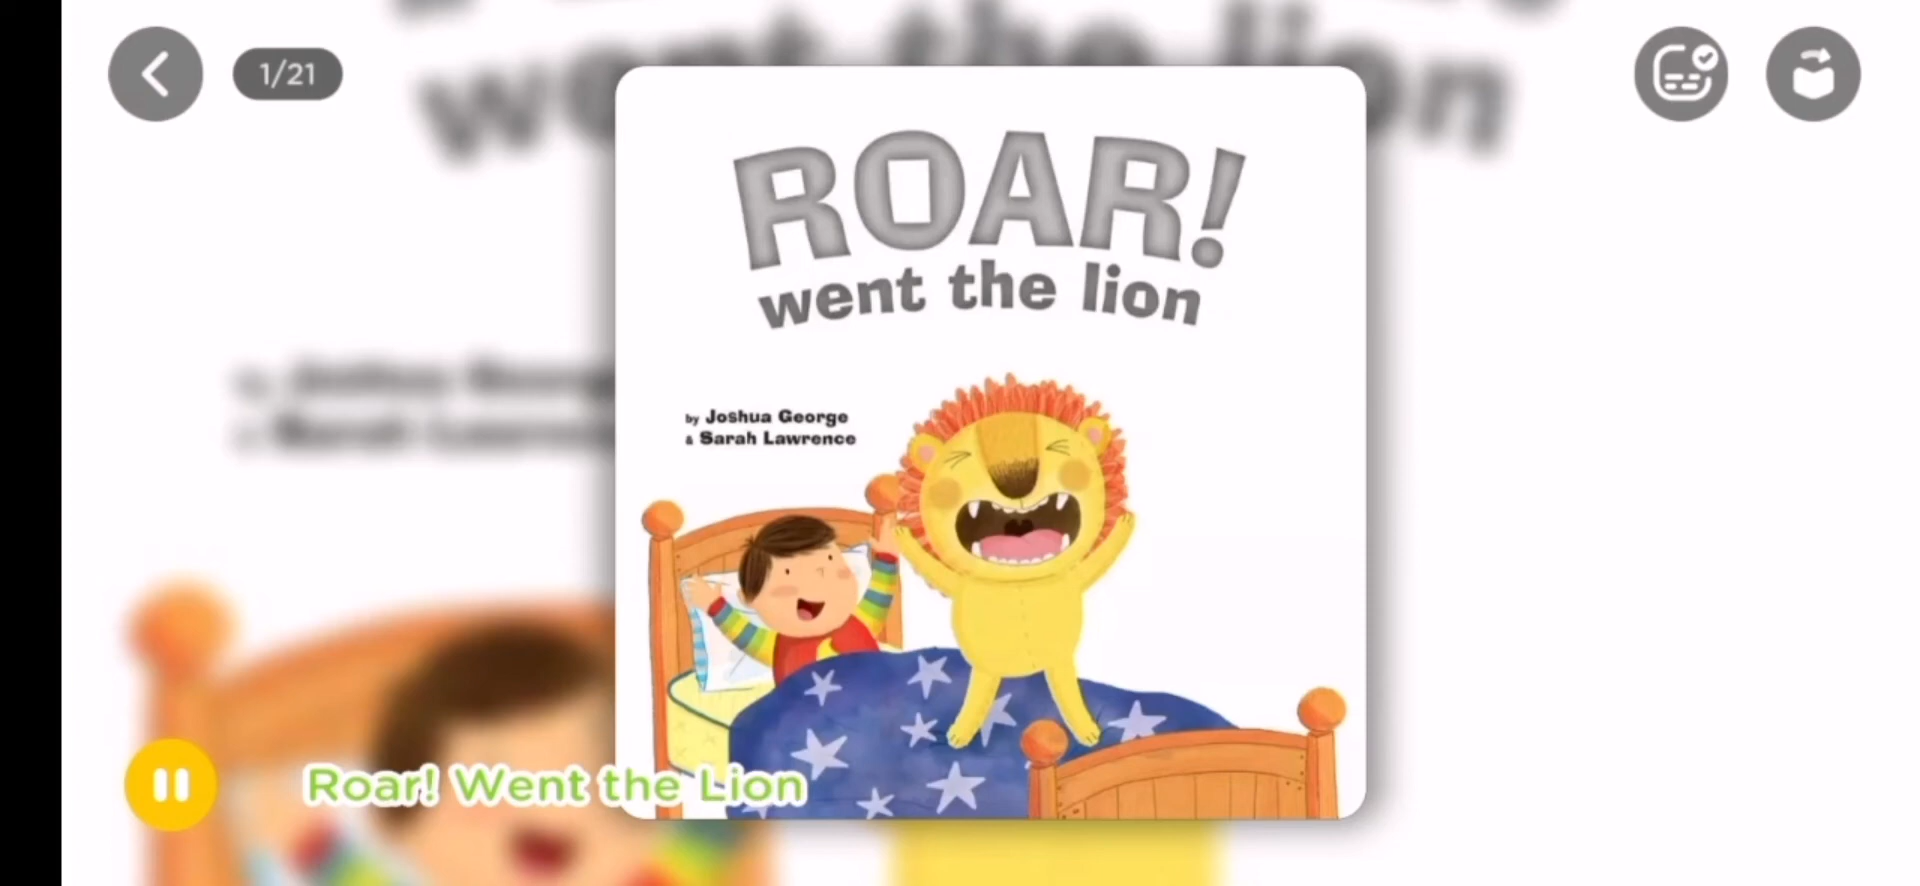 1/21
ROAR!
went the lion
by Joshua George
& Sarah Lawrence
Roar! Went the Lion